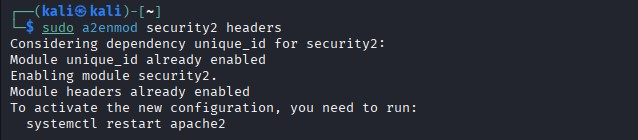 ┌──(kali㉿kali)-[~]
└─$ sudo a2enmod security2 headers
Considering dependency unique_id for security2:
Module unique_id already enabled
Enabling module security2.
Module headers already enabled
To activate the new configuration, you need to run:
  systemctl restart apache2